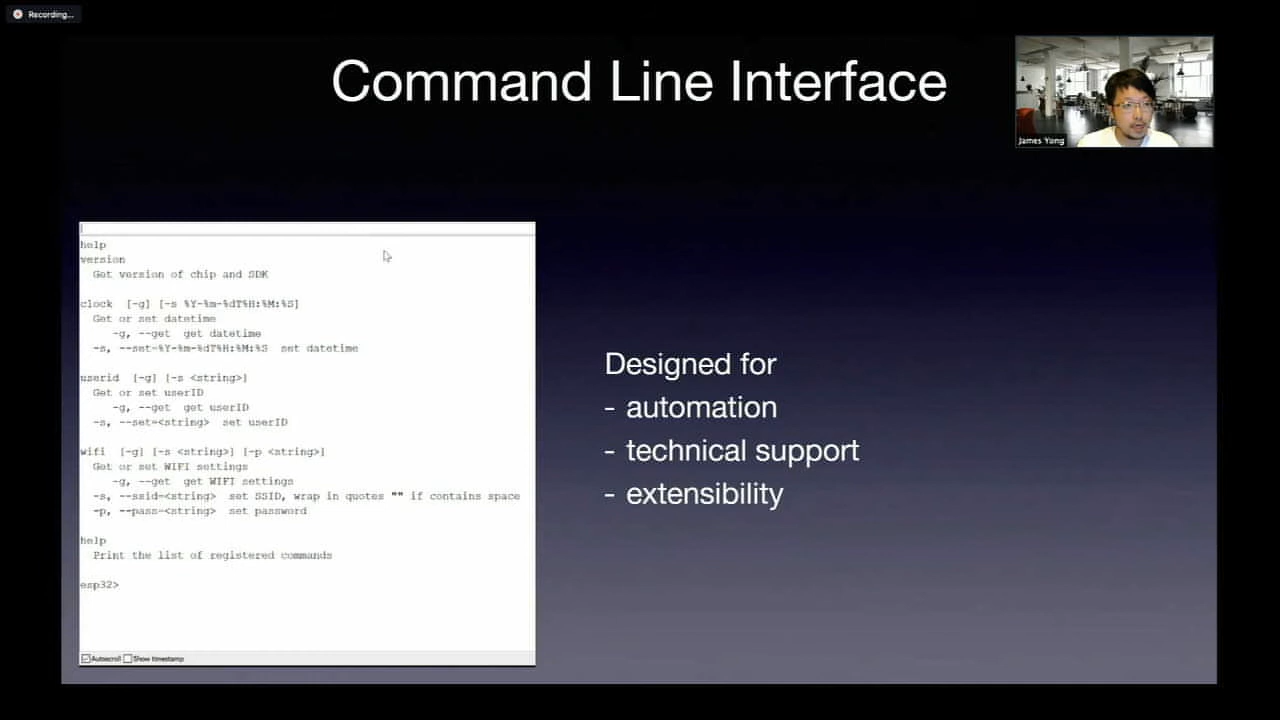 Recording...
Command Line Interface
James Yang
help
version
Get version of chip and SDK
clock [-g] [-s %Y-%m-%dT%H:%M:%S]
Get or set datetime
-g, --get get datetime
-s, --set=%Y-%m-%dT%H:%M:%S set datetime
userid [-g] [-s <string>]
Get or set userID
-g, --get get userID
-s, --set=<string> set userID
wifi [-g] [-s <string>] [-p <string>]
Get or set WIFI settings
-g, --get get WIFI settings
-s, --ssid=<string> set SSID, wrap in quotes "" if contains space
-p, --pass=<string> set password
help
Print the list of registered commands
esp32>
Autoscroll Show timestamp
Designed for
- automation
- technical support
- extensibility